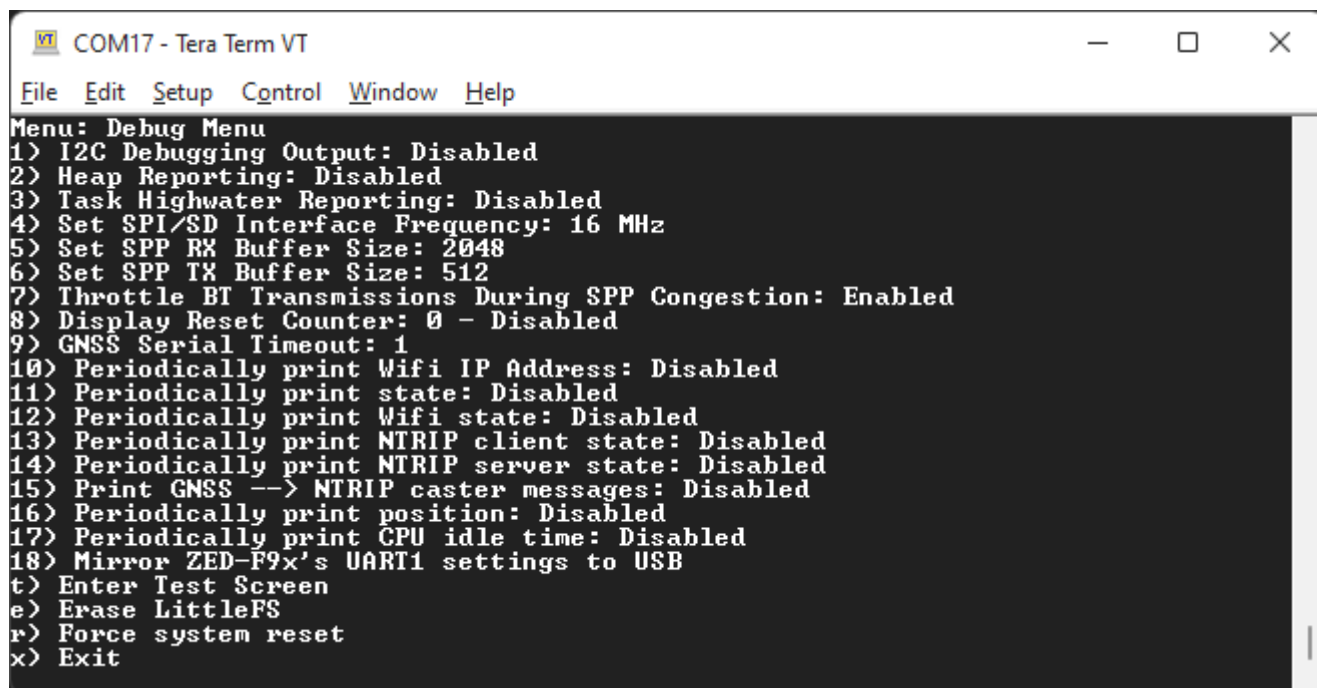 COM17 - Tera Term VT
File Edit Setup Control Window Help
Menu: Debug Menu
1) I2C Debugging Output: Disabled
2) Heap Reporting: Disabled
3) Task Highwater Reporting: Disabled
4) Set SPI/SD Interface Frequency: 16 MHz
5) Set SPP RX Buffer Size: 2048
6) Set SPP TX Buffer Size: 512
7) Throttle BT Transmissions During SPP Congestion: Enabled
8) Display Reset Counter: 0 - Disabled
9) GNSS Serial Timeout: 1
10) Periodically print Wifi IP Address: Disabled
11) Periodically print state: Disabled
12) Periodically print Wifi state: Disabled
13) Periodically print NTRIP client state: Disabled
14) Periodically print NTRIP server state: Disabled
15) Print GNSS --> NTRIP caster messages: Disabled
16) Periodically print position: Disabled
17) Periodically print CPU idle time: Disabled
18) Mirror ZED-F9x's UART1 settings to USB
t) Enter Test Screen
e) Erase LittleFS
r) Force system reset
x) Exit